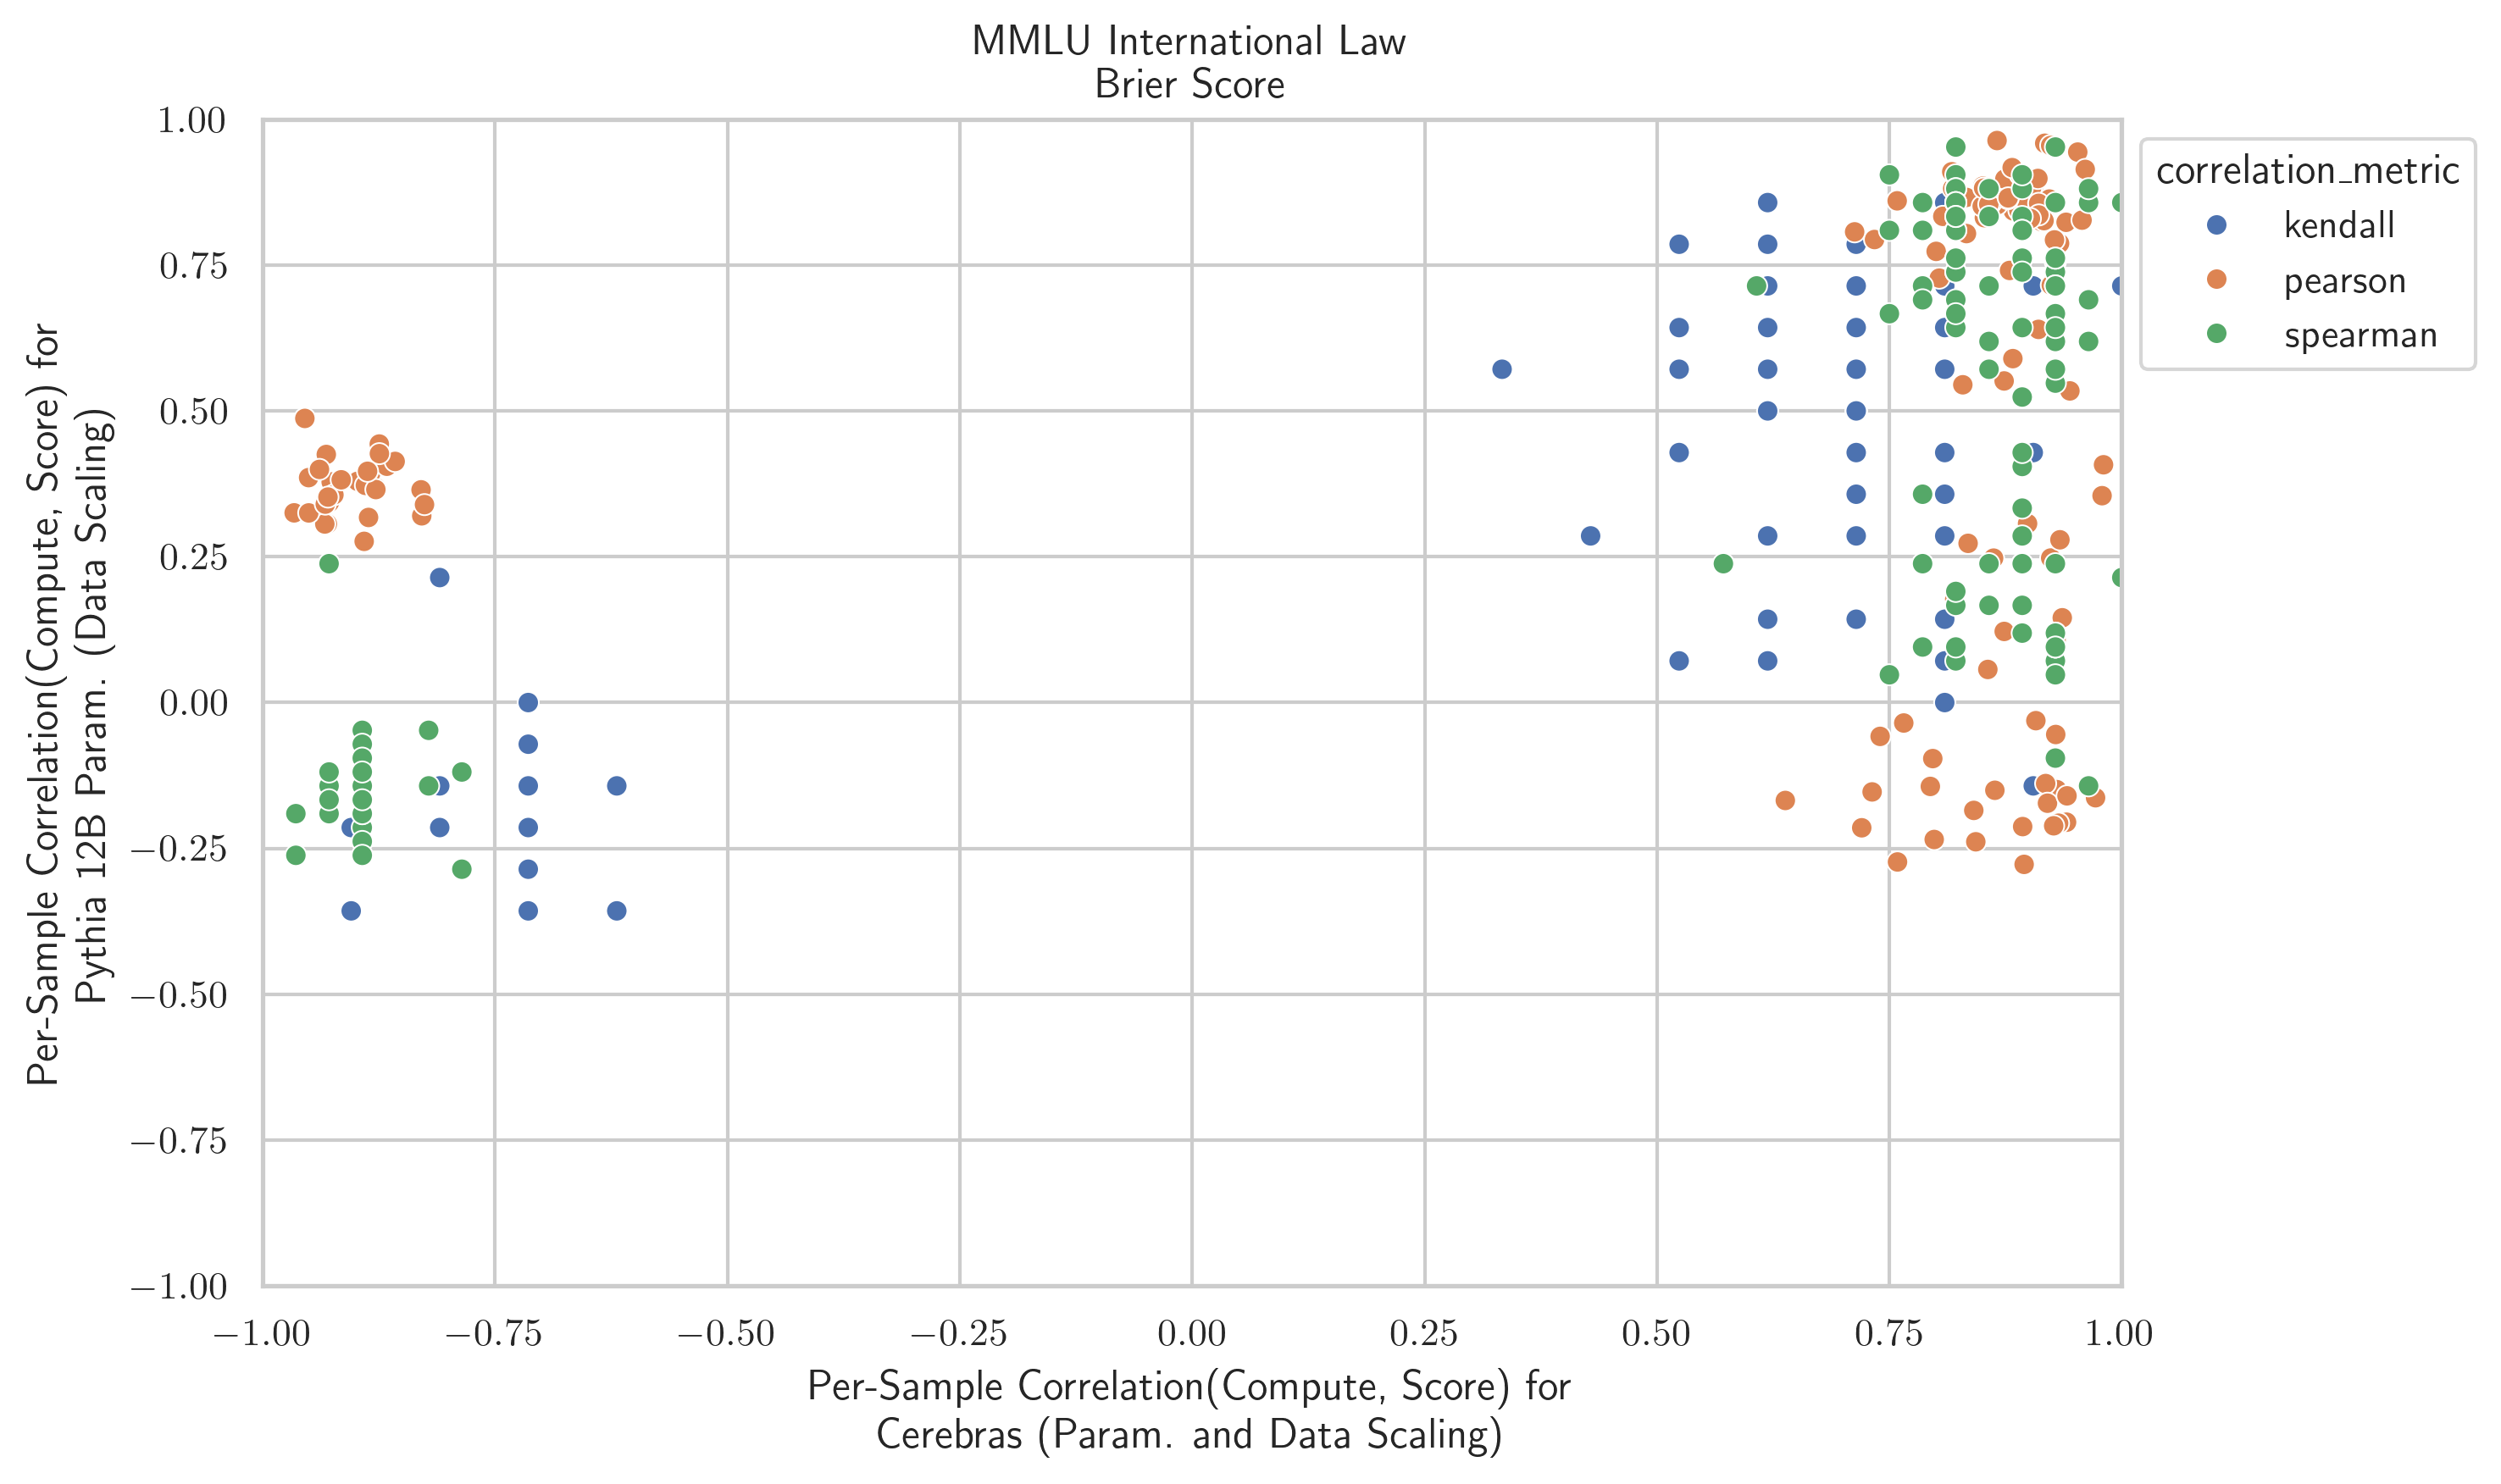 MMLU International Law
Brier Score
1.00
0.75
0.50
0.25
0.00
−0.25
−0.50
−0.75
−1.00
Per-Sample Correlation(Compute, Score) for
Pythia 12B Param. (Data Scaling)
correlation_metric
kendall
pearson
spearman
−1.00 −0.75 −0.50 −0.25 0.00 0.25 0.50 0.75 1.00
Per-Sample Correlation(Compute, Score) for
Cerebras (Param. and Data Scaling)